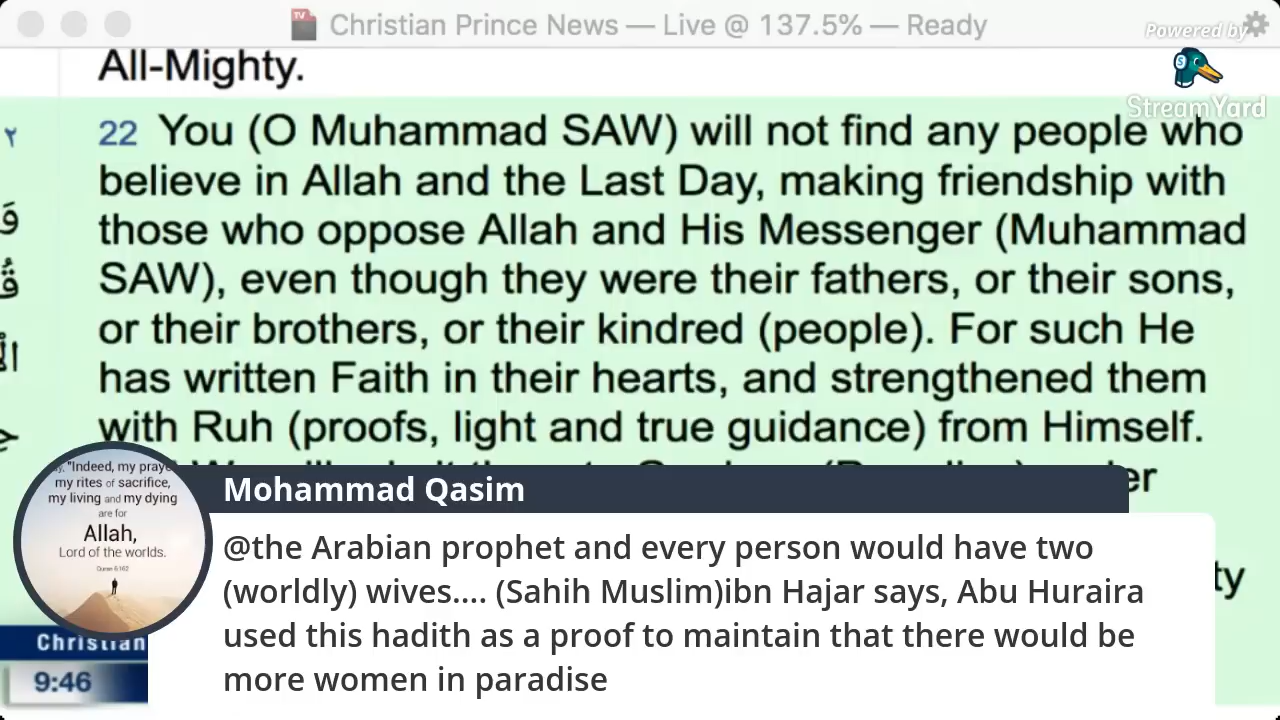 Christian Prince News — Live @ 137.5% — Ready
Powered by
StreamYard
All-Mighty.
22 You (O Muhammad SAW) will not find any people who
believe in Allah and the Last Day, making friendship with
those who oppose Allah and His Messenger (Muhammad
SAW), even though they were their fathers, or their sons,
or their brothers, or their kindred (people). For such He
has written Faith in their hearts, and strengthened them
with Ruh (proofs, light and true guidance) from Himself.
"Indeed, my
my rites of sacrifice,
my living and my dying
are for
Allah,
Lord of the worlds.
Quran 6:162
Mohammad Qasim
@the Arabian prophet and every person would have two
(worldly) wives.... (Sahih Muslim)ibn Hajar says, Abu Huraira
used this hadith as a proof to maintain that there would be
more women in paradise
Christian
9:46